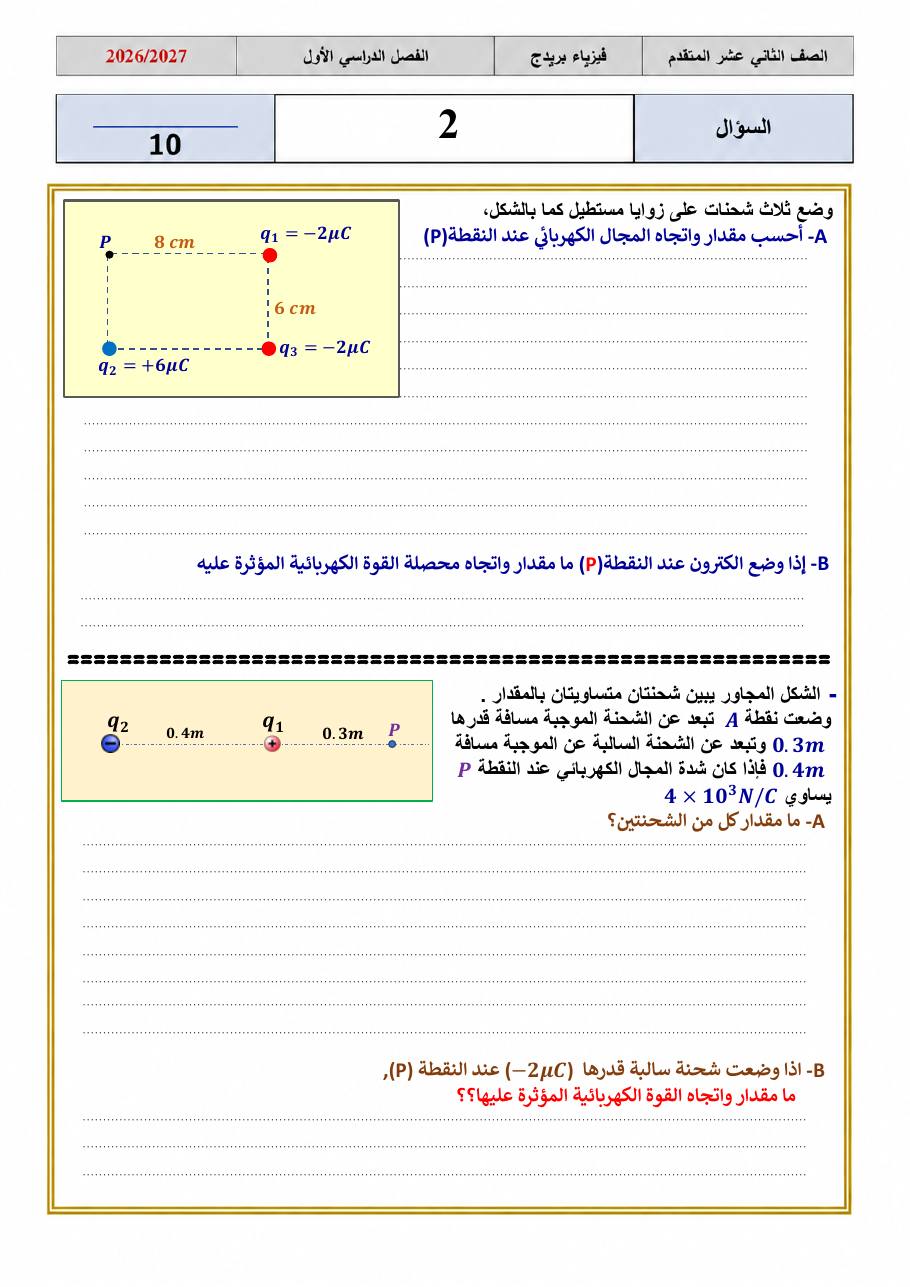 الصف الثاني عشر المتقدم فيزياء بريدج الفصل الدراسي الأول 2026/2027
السؤال 2 10
وضع ثلاث شحنات على زوايا مستطيل كما بالشكل،
A- أحسب مقدار واتجاه المجال الكهربائي عند النقطة(P)
q₁ = −2μC
P 8 cm
6 cm
q₃ = −2μC
q₂ = +6μC
B- إذا وضع الكترون عند النقطة(P) ما مقدار واتجاه محصلة القوة الكهربائية المؤثرة عليه
=========================================================
- الشكل المجاور يبين شحنتان متساويتان بالمقدار .
وضعت نقطة A تبعد عن الشحنة الموجبة مسافة قدرها
0.3m وتبعد عن الشحنة السالبة عن الموجبة مسافة
0.4m فإذا كان شدة المجال الكهربائي عند النقطة P
يساوي 4 × 10³N/C
q₂ q₁
0.4m 0.3m P
A- ما مقداركل من الشحنتين؟
B- اذا وضعت شحنة سالبة قدرها (−2μC) عند النقطة (P),
ما مقدار واتجاه القوة الكهربائية المؤثرة عليها؟؟